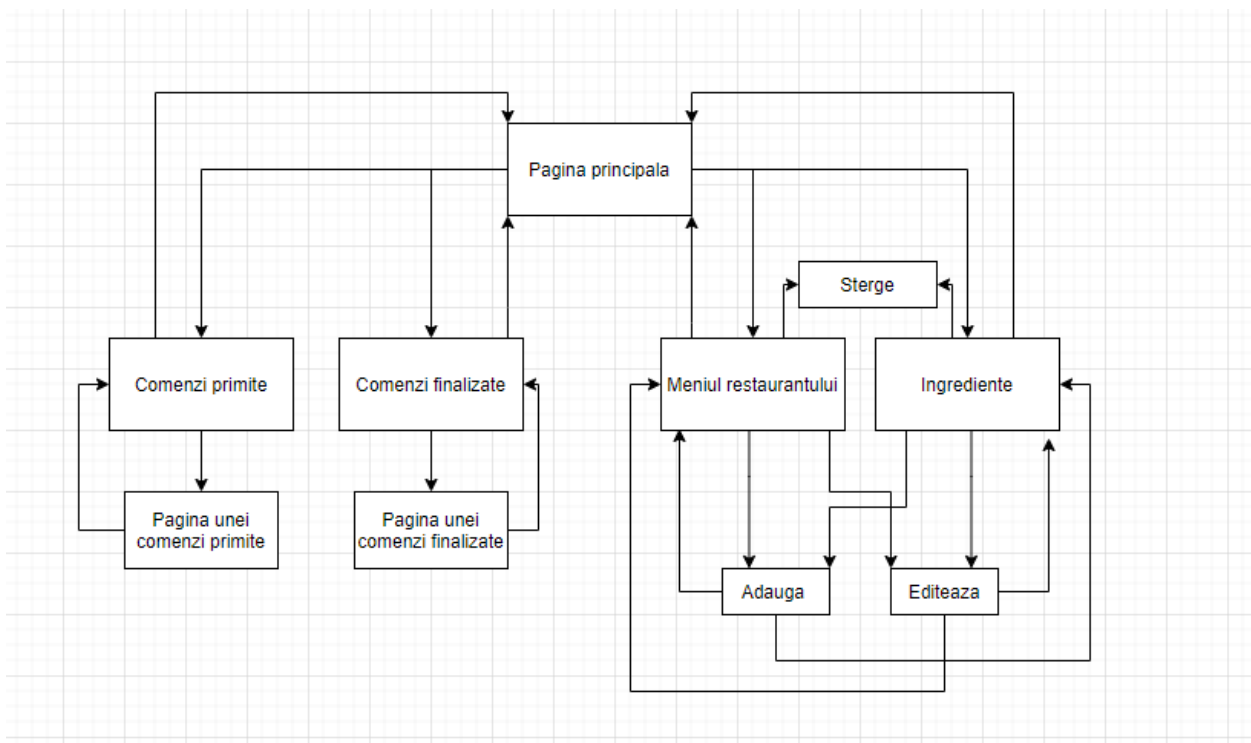 Pagina principala
Sterge
Comenzi primite
Comenzi finalizate
Meniul restaurantului
Ingrediente
Pagina unei
comenzi primite
Pagina unei
comenzi finalizate
Adauga
Editeaza